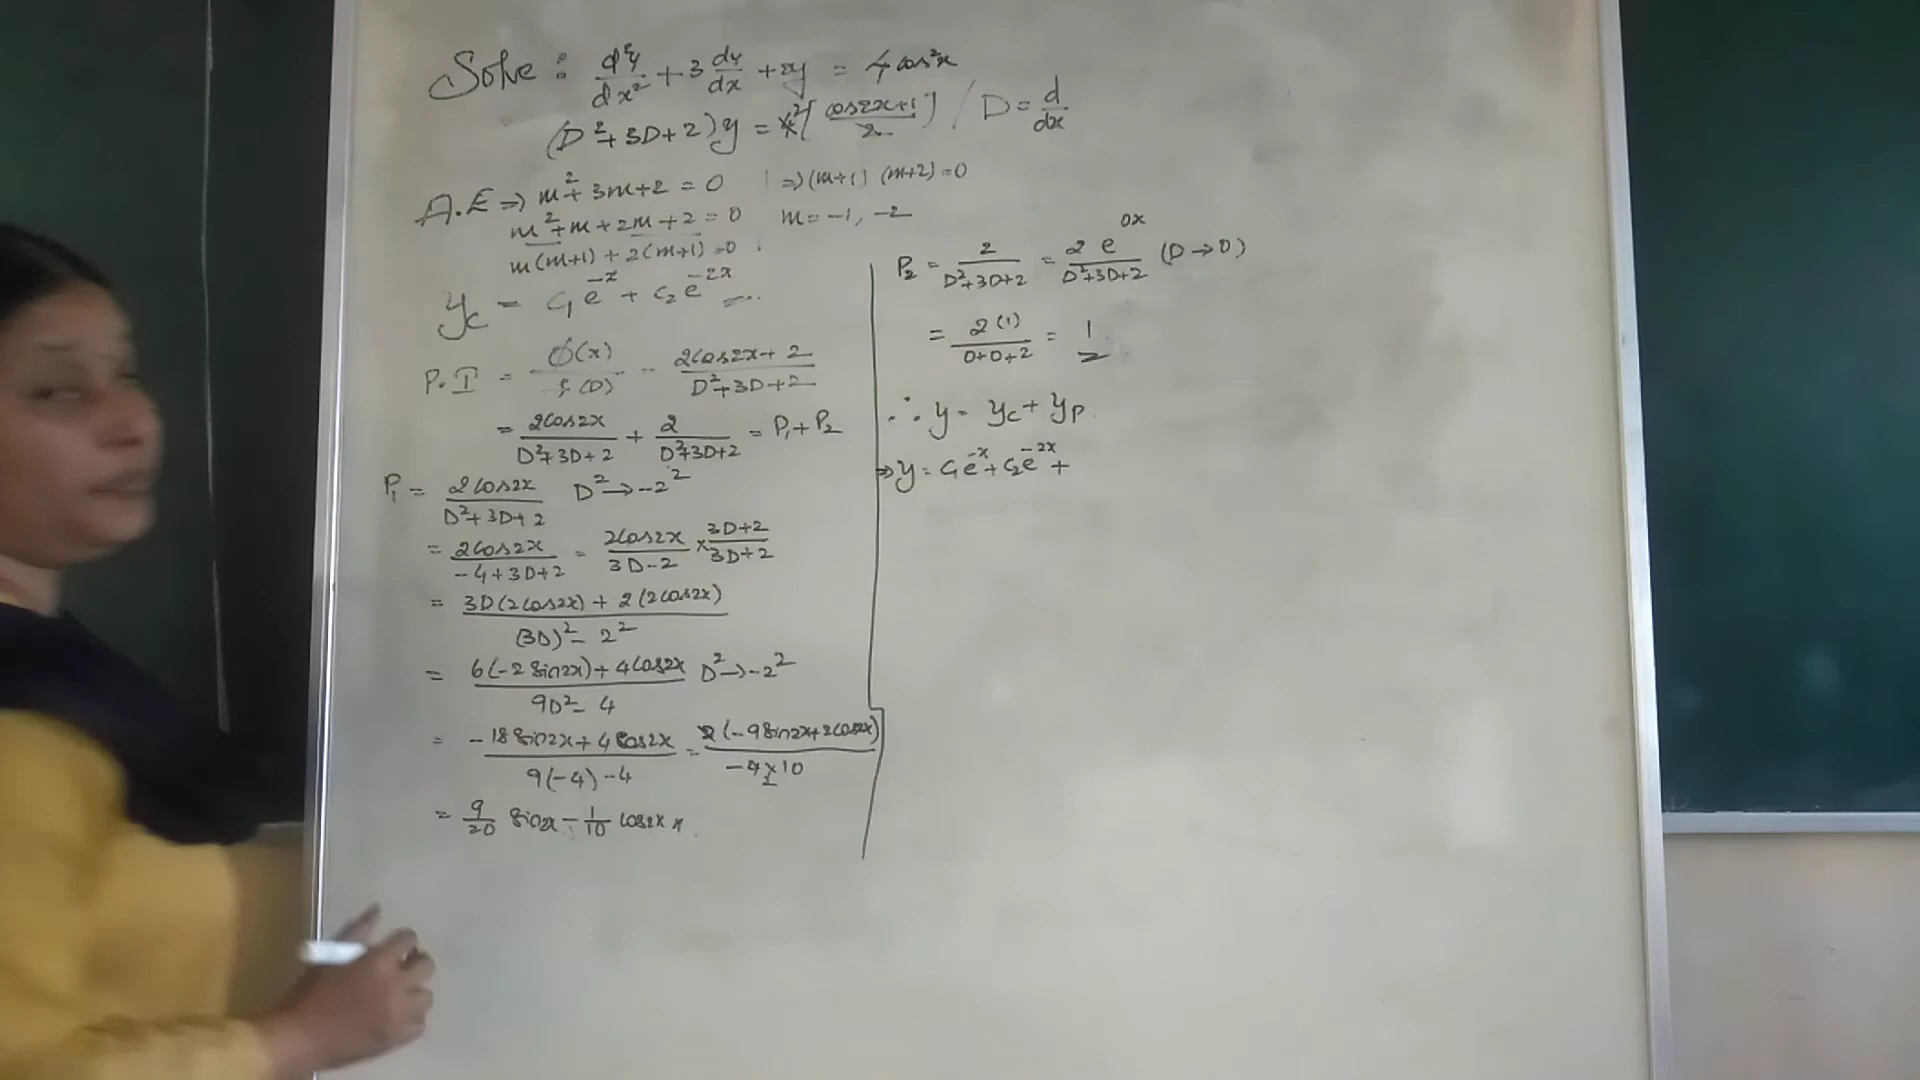 Solve : d²y/dx² + 3 dy/dx + 2y = 4 cos²x
(D² + 3D + 2) y = 4² [ (cos2x+1)/2 ] / D = d/dx
A.E ⇒ m² + 3m + 2 = 0 | ⇒ (m+1) (m+2) = 0
m² + m + 2m + 2 = 0 m = -1, -2
m(m+1) + 2(m+1) = 0
y_c = c₁e^(-x) + c₂e^(-2x)
P.I = ϕ(x)/f(D) = (2cos2x + 2)/(D²+3D+2)
= 2cos2x/(D²+3D+2) + 2/(D²+3D+2) = P₁ + P₂
P₁ = 2cos2x/(D²+3D+2) D² → -2²
= 2cos2x/(-4+3D+2) = 2cos2x/(3D-2) × (3D+2)/(3D+2)
= (3D(2cos2x) + 2(2cos2x))/((3D)² - 2²)
= (6(-2sin2x) + 4cos2x)/(9D² - 4) D² → -2²
= (-18sin2x + 4cos2x)/(9(-4)-4) = 2(-9sin2x+2cos2x)/(-4×10)
= 9/20 sin2x - 1/10 cos2x
P₂ = 2/(D²+3D+2) = 2e^(0x)/(D²+3D+2) (D → 0)
= 2(1)/(0+0+2) = 1
∴ y = y_c + y_p
⇒ y = c₁e^(-x) + c₂e^(-2x) +